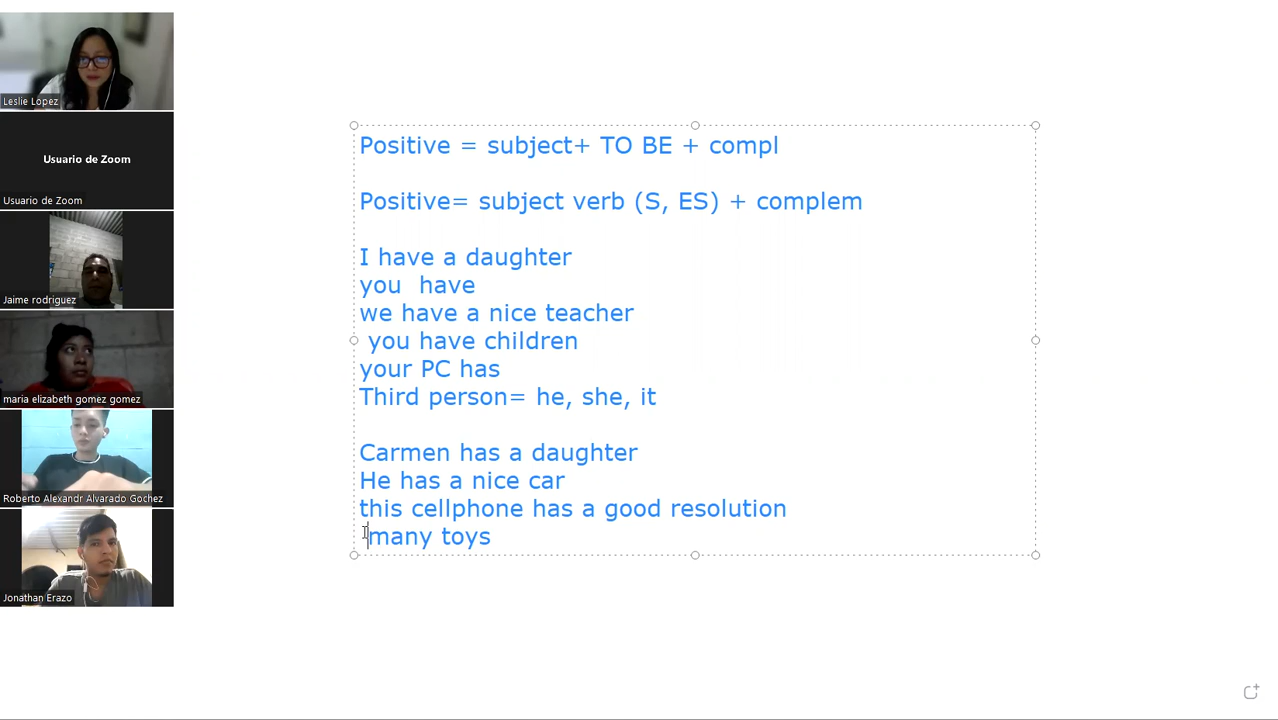 Leslie Lopez
Usuario de Zoom
Usuario de Zoom
Jaime rodriguez
maria elizabeth gomez gomez
Roberto Alexandr Alvarado Gochez
Jonathan Erazo
Positive = subject+ TO BE + compl
Positive= subject verb (S, ES) + complem
I have a daughter
you have
we have a nice teacher
you have children
your PC has
Third person= he, she, it
Carmen has a daughter
He has a nice car
this cellphone has a good resolution
many toys